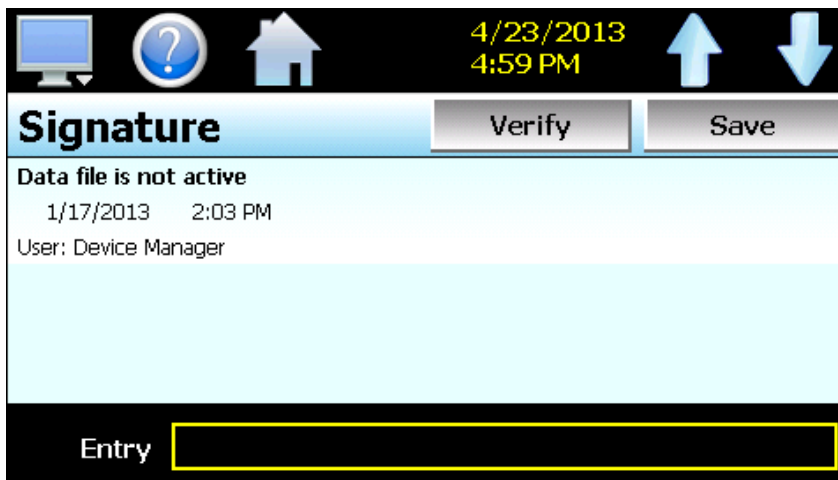 4/23/2013
4:59 PM
Signature
Verify
Save
Data file is not active
1/17/2013 2:03 PM
User: Device Manager
Entry